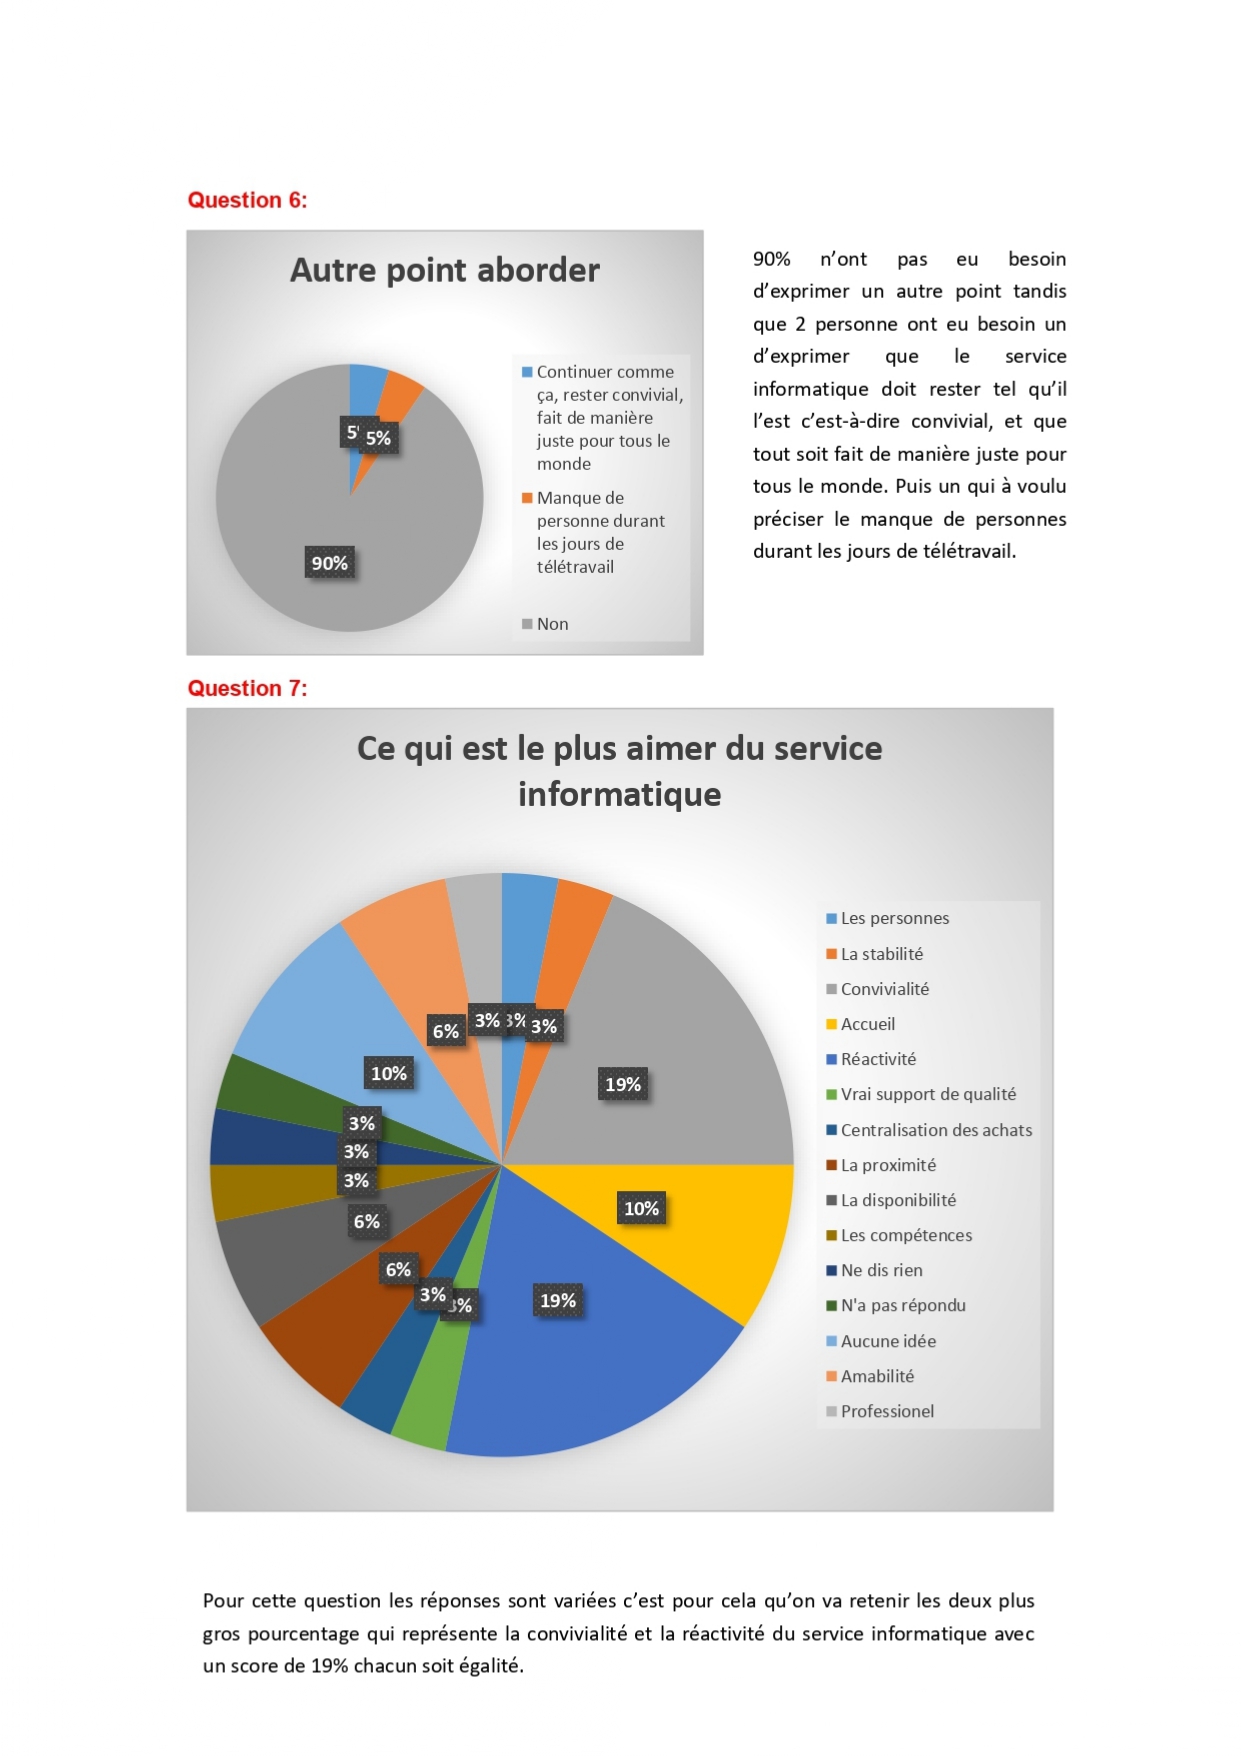 Question 6:
Autre point aborder
Continuer comme
ça, rester convivial,
fait de manière
juste pour tous le
monde
Manque de
personne durant
les jours de
télétravail
Non
5%
90%
90% n’ont pas eu besoin
d’exprimer un autre point tandis
que 2 personne ont eu besoin un
d’exprimer que le service
informatique doit rester tel qu’il
l’est c’est-à-dire convivial, et que
tout soit fait de manière juste pour
tous le monde. Puis un qui à voulu
préciser le manque de personnes
durant les jours de télétravail.
Question 7:
Ce qui est le plus aimer du service
informatique
3%
3%
3%
6%
19%
10%
3%
3%
3%
10%
6%
6%
3%
3%
19%
Les personnes
La stabilité
Convivialité
Accueil
Réactivité
Vrai support de qualité
Centralisation des achats
La proximité
La disponibilité
Les compétences
Ne dis rien
N'a pas répondu
Aucune idée
Amabilité
Professionel
Pour cette question les réponses sont variées c’est pour cela qu’on va retenir les deux plus
gros pourcentage qui représente la convivialité et la réactivité du service informatique avec
un score de 19% chacun soit égalité.